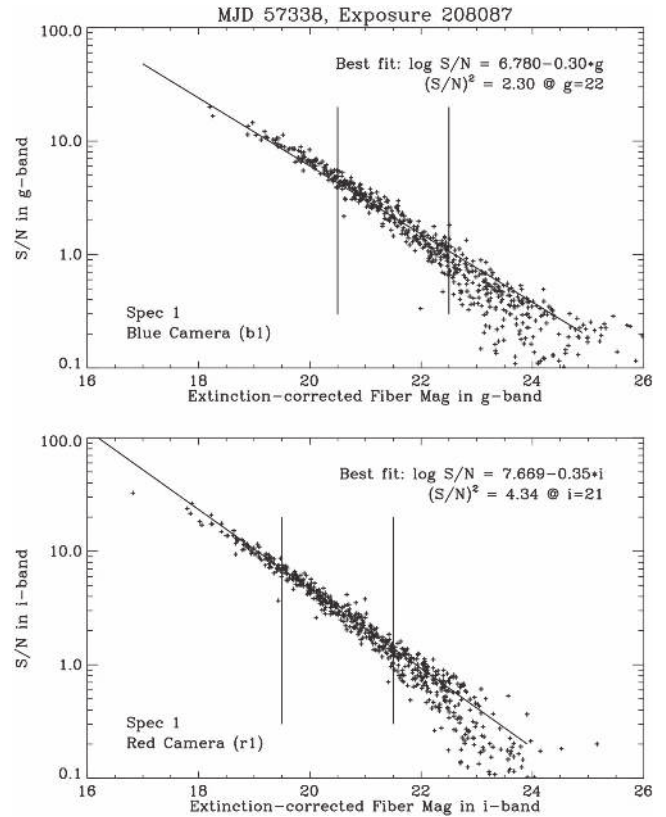 MJD 57338, Exposure 208087
100.0
Best fit: log S/N = 6.780-0.30*g
(S/N)² = 2.30 @ g=22
10.0
S/N in g-band
1.0
Spec 1
Blue Camera (b1)
0.1
16 18 20 22 24 26
Extinction-corrected Fiber Mag in g-band
100.0
Best fit: log S/N = 7.669-0.35*i
(S/N)² = 4.34 @ i=21
10.0
S/N in i-band
1.0
Spec 1
Red Camera (r1)
0.1
16 18 20 22 24 26
Extinction-corrected Fiber Mag in i-band